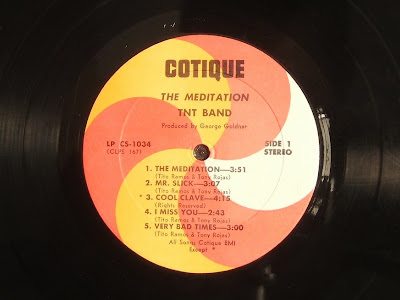 COTIQUE
THE MEDITATION
TNT BAND
Produced by George Goldner
LP CS-1034 SIDE 1
(CLPS 167) STEREO
1. THE MEDITATION—3:51
(Tito Ramos & Tony Rojas)
2. MR. SLICK—3:07
(Tito Ramos & Tony Rojas)
* 3. COOL CLAVE—4:15
(Rights Reserved)
4. I MISS YOU—2:43
(Tito Ramos & Tony Rojas)
5. VERY BAD TIMES—3:00
(Tito Ramos & Tony Rojas)
All Songs Cotique BMI
Except *